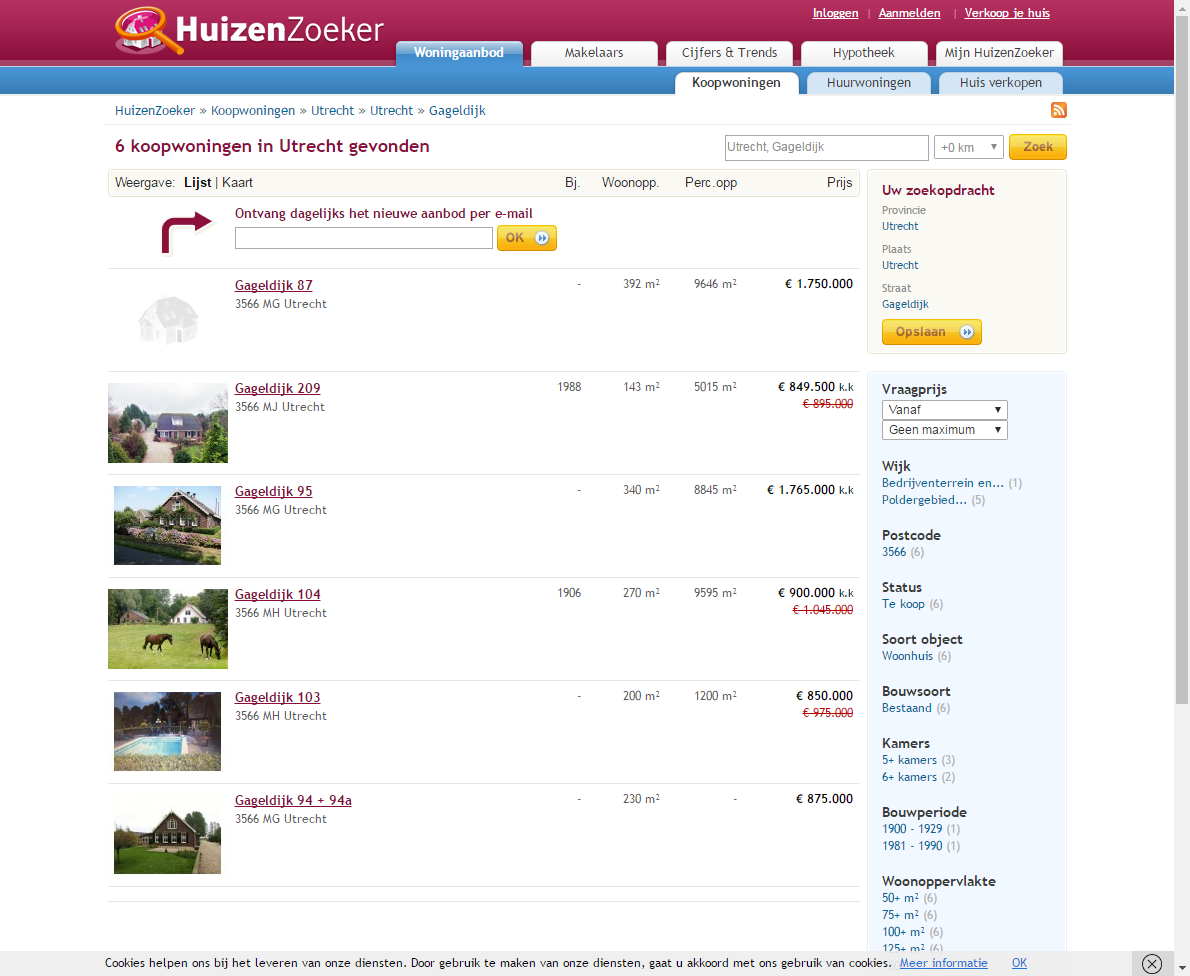 Inloggen | Aanmelden | Verkoop je huis
HuizenZoeker
Woningaanbod Makelaars Cijfers & Trends Hypotheek Mijn HuizenZoeker
Koopwoningen Huurwoningen Huis verkopen
HuizenZoeker » Koopwoningen » Utrecht » Utrecht » Gageldijk
6 koopwoningen in Utrecht gevonden
Utrecht, Gageldijk +0 km Zoek
Weergave: Lijst | Kaart Bj. Woonopp. Perc.opp Prijs
Ontvang dagelijks het nieuwe aanbod per e-mail
OK
Gageldijk 87 - 392 m² 9646 m² € 1.750.000
3566 MG Utrecht
Gageldijk 209 1988 143 m² 5015 m² € 849.500 k.k
3566 MJ Utrecht € 895.000
Gageldijk 95 - 340 m² 8845 m² € 1.765.000 k.k
3566 MG Utrecht
Gageldijk 104 1906 270 m² 9595 m² € 900.000 k.k
3566 MH Utrecht € 1.045.000
Gageldijk 103 - 200 m² 1200 m² € 850.000
3566 MH Utrecht € 975.000
Gageldijk 94 + 94a - 230 m² - € 875.000
3566 MG Utrecht
Uw zoekopdracht
Provincie
Utrecht
Plaats
Utrecht
Straat
Gageldijk
Opslaan
Vraagprijs
Vanaf
Geen maximum
Wijk
Bedrijventerrein en... (1)
Poldergebied... (5)
Postcode
3566 (6)
Status
Te koop (6)
Soort object
Woonhuis (6)
Bouwsoort
Bestaand (6)
Kamers
5+ kamers (3)
6+ kamers (2)
Bouwperiode
1900 - 1929 (1)
1981 - 1990 (1)
Woonoppervlakte
50+ m² (6)
75+ m² (6)
100+ m² (6)
125+ m² (6)
Cookies helpen ons bij het leveren van onze diensten. Door gebruik te maken van onze diensten, gaat u akkoord met ons gebruik van cookies. Meer informatie OK